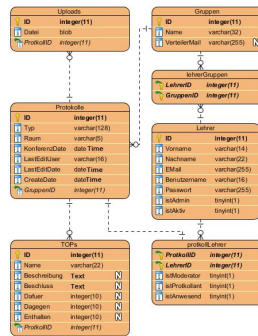 Uploads
ID integer(11)
Datei blob
ProtkollID integer(11)
Gruppen
ID integer(11)
Name varchar(32)
VerteilerMail varchar(255) N
lehrerGruppen
LehrerID integer(11)
GruppenID integer(11)
Protokolle
ID integer(11)
Typ varchar(128)
Raum varchar(5)
KonferenzDate dateTime
LastEditUser varchar(16)
LastEditDate dateTime
CreateDate dateTime
GruppenID integer(11)
Lehrer
ID integer(11)
Vorname varchar(14)
Nachname varchar(22)
EMail varchar(255)
Benutzername varchar(16)
Passwort varchar(255)
istAdmin tinyint(1)
istAktiv tinyint(1)
TOPs
ID integer(11)
Name varchar(22)
Beschreibung Text N
Beschluss Text N
Dafuer integer(10) N
Dagegen integer(10) N
Enthalten integer(10) N
ProtkollID integer(11)
protkollLehrer
ProtkollID integer(11)
LehrerID integer(11)
istModerator tinyint(1)
istProtkollant tinyint(1)
istAnwesend tinyint(1)